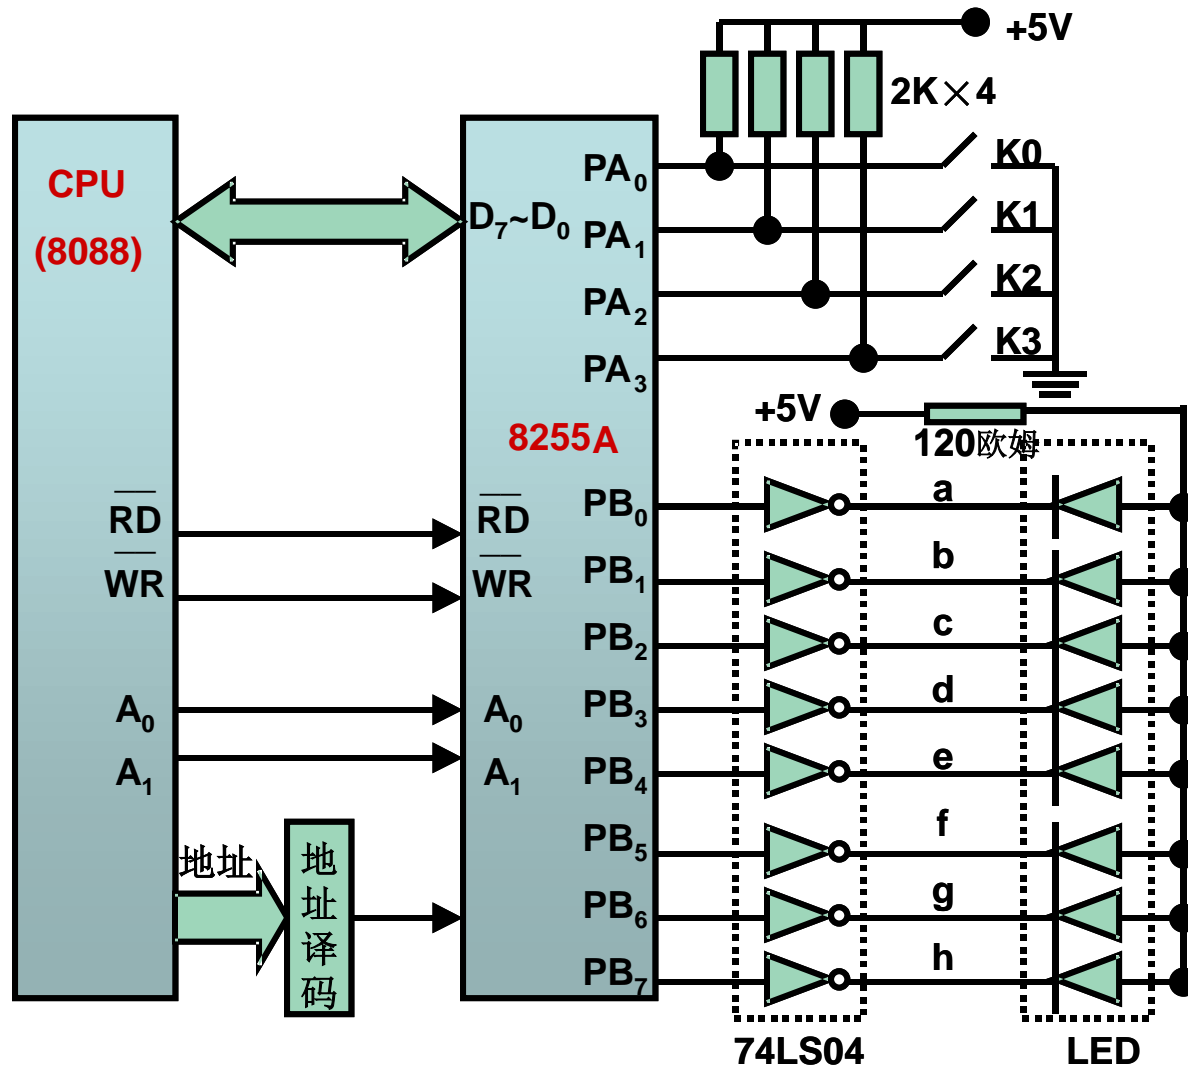 +5V
2K×4
CPU
(8088)
D7~D0
PA0
K0
PA1
K1
PA2
K2
PA3
K3
+5V
120欧姆
8255A
RD
RD
WR
WR
A0
A0
A1
A1
PB0
a
PB1
b
PB2
c
PB3
d
PB4
e
PB5
f
PB6
g
PB7
h
地址
地址译码
74LS04
LED